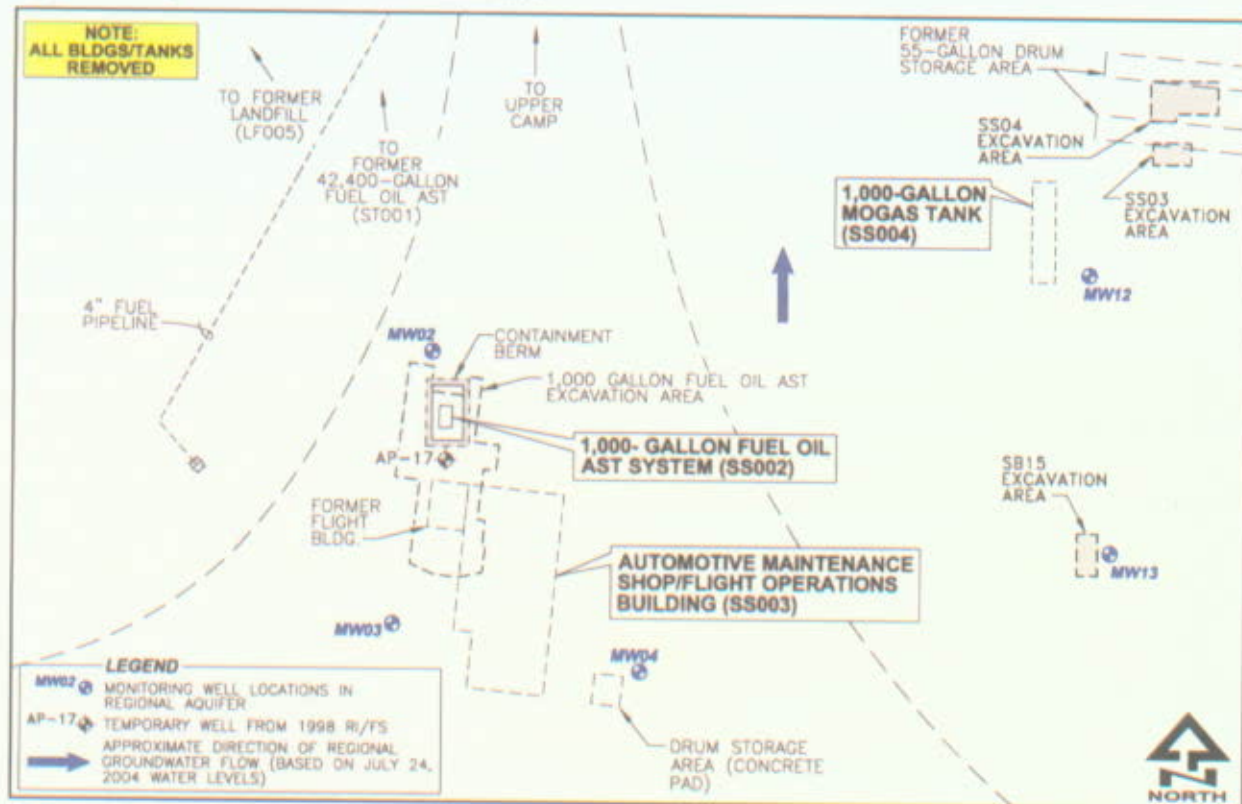 NOTE:
ALL BLDGS/TANKS
REMOVED
TO FORMER
LANDFILL
(LF005)
TO
FORMER
42,400-GALLON
FUEL OIL AST
(ST001)
TO
UPPER
CAMP
FORMER
55-GALLON DRUM
STORAGE AREA
SS04
EXCAVATION
AREA
SS03
EXCAVATION
AREA
1,000-GALLON
MOGAS TANK
(SS004)
MW12
4" FUEL
PIPELINE
MW02
CONTAINMENT
BERM
1,000 GALLON FUEL OIL AST
EXCAVATION AREA
1,000- GALLON FUEL OIL
AST SYSTEM (SS002)
AP-17
FORMER
FLIGHT
BLDG.
SB15
EXCAVATION
AREA
MW13
AUTOMOTIVE MAINTENANCE
SHOP/FLIGHT OPERATIONS
BUILDING (SS003)
MW03
MW04
DRUM STORAGE
AREA (CONCRETE
PAD)
LEGEND
MW02 MONITORING WELL LOCATIONS IN
REGIONAL AQUIFER
AP-17 TEMPORARY WELL FROM 1998 RI/FS
APPROXIMATE DIRECTION OF REGIONAL
GROUNDWATER FLOW (BASED ON JULY 24,
2004 WATER LEVELS)
N
NORTH